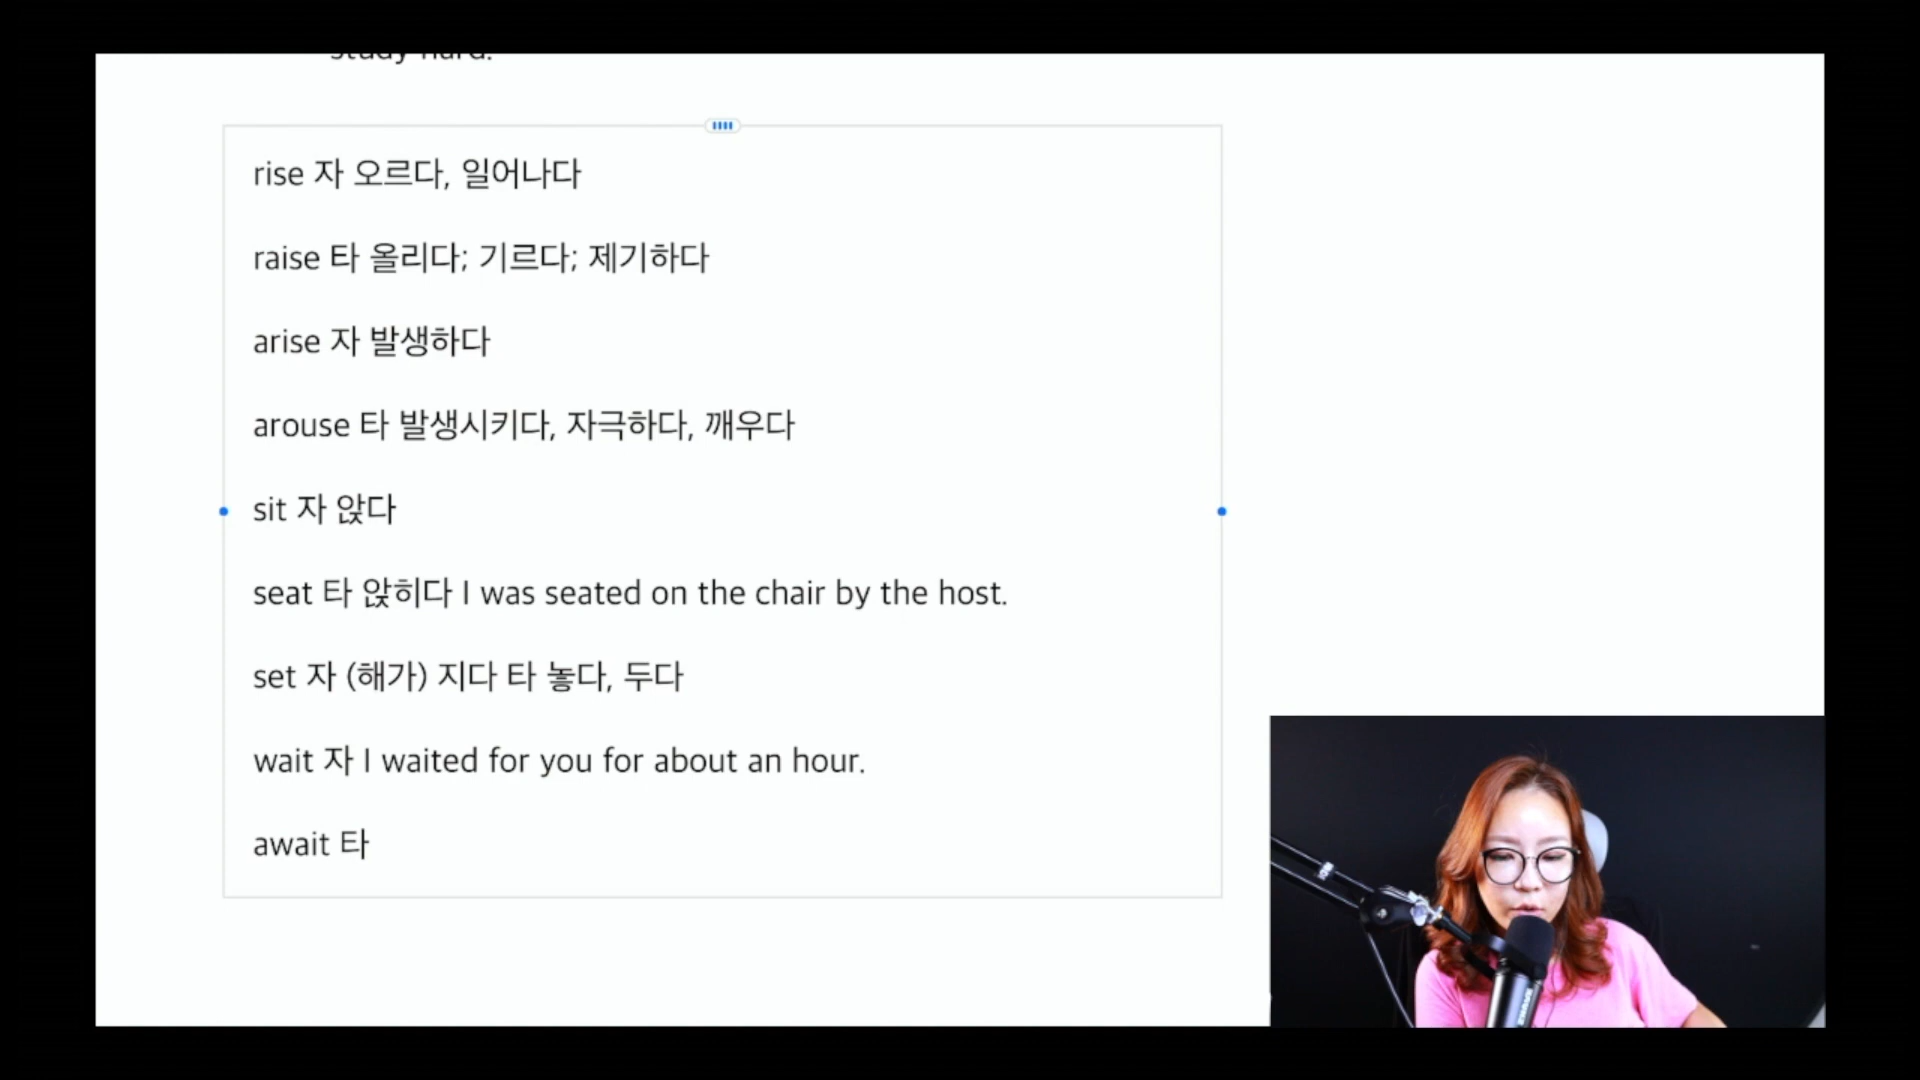 study hard.
rise 자 오르다, 일어나다
raise 타 올리다; 기르다; 제기하다
arise 자 발생하다
arouse 타 발생시키다, 자극하다, 깨우다
sit 자 앉다
seat 타 앉히다 I was seated on the chair by the host.
set 자 (해가) 지다 타 놓다, 두다
wait 자 I waited for you for about an hour.
await 타